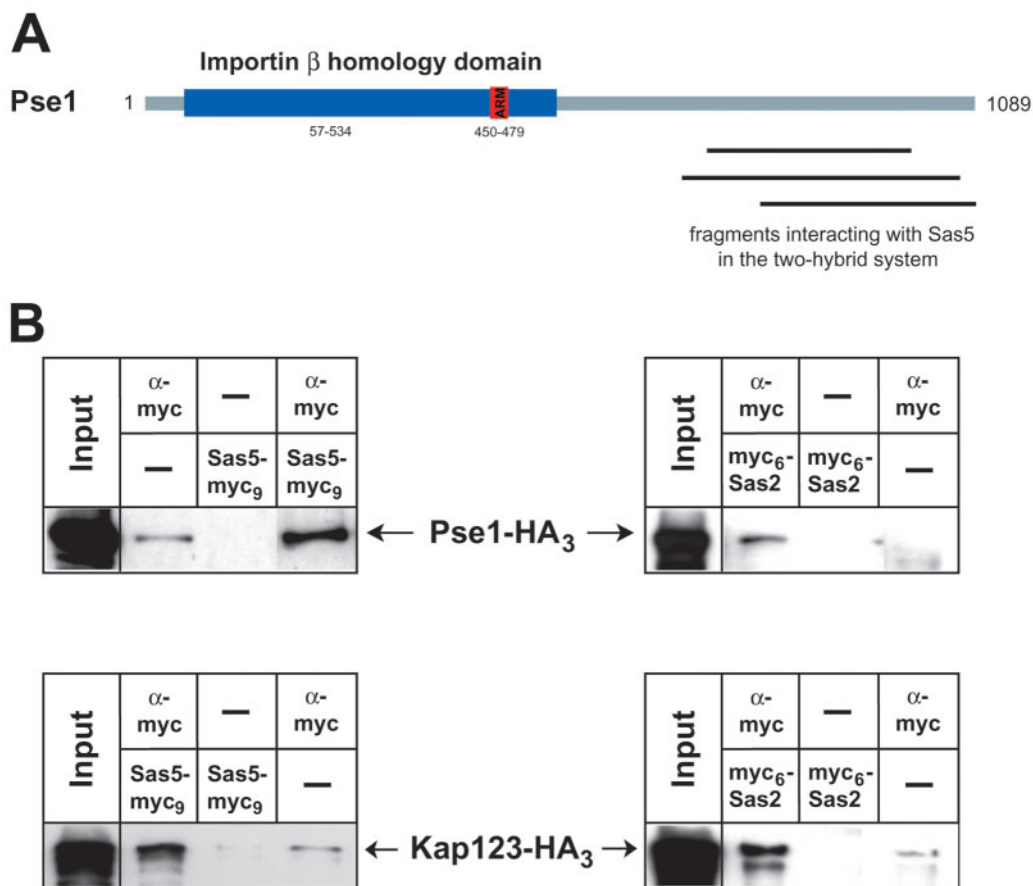 A
Importin β homology domain
Pse1 1 ARM 1089
57-534 450-479
fragments interacting with Sas5
in the two-hybrid system
B
Input α-myc — α-myc
— Sas5-myc₉ Sas5-myc₉
Input α-myc — α-myc
myc₆-Sas2 myc₆-Sas2 —
← Pse1-HA₃ →
Input α-myc — α-myc
Sas5-myc₉ Sas5-myc₉ —
Input α-myc — α-myc
myc₆-Sas2 myc₆-Sas2 —
← Kap123-HA₃ →